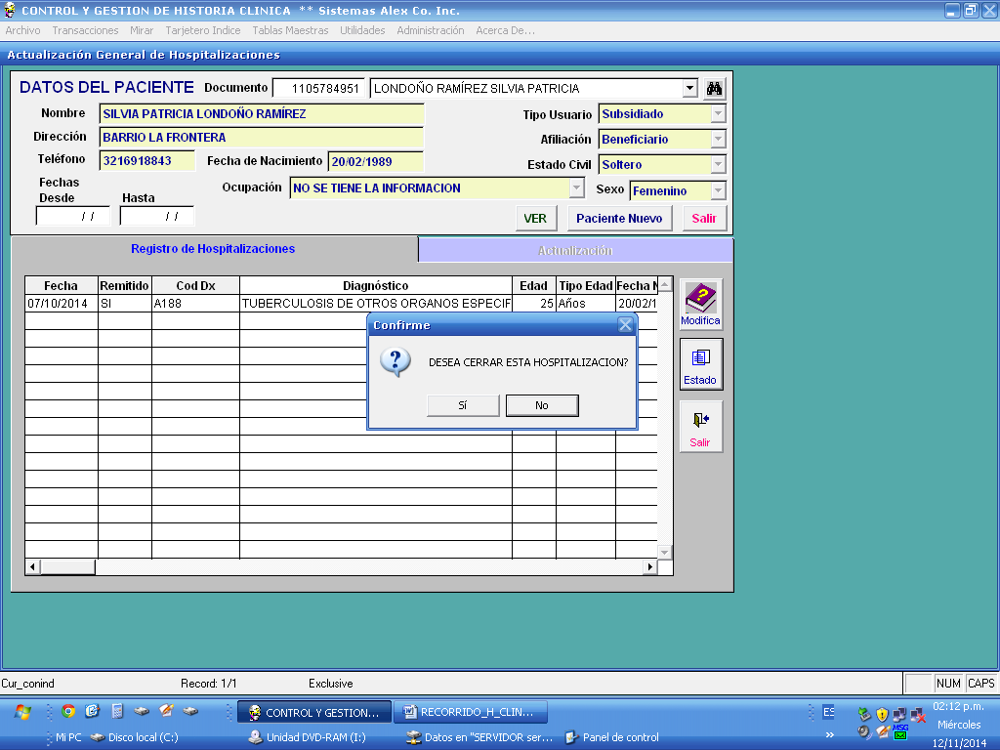 CONTROL Y GESTION DE HISTORIA CLINICA ** Sistemas Alex Co. Inc.
Archivo Transacciones Mirar Tarjetero Indice Tablas Maestras Utilidades Administración Acerca De...
Actualización General de Hospitalizaciones
DATOS DEL PACIENTE Documento 1105784951 LONDOÑO RAMÍREZ SILVIA PATRICIA
Nombre SILVIA PATRICIA LONDOÑO RAMÍREZ Tipo Usuario Subsidiado
Dirección BARRIO LA FRONTERA Afiliación Beneficiario
Teléfono 3216918843 Fecha de Nacimiento 20/02/1989 Estado Civil Soltero
Fechas
Desde Hasta Ocupación NO SE TIENE LA INFORMACION Sexo Femenino
/ / / / VER Paciente Nuevo Salir
Registro de Hospitalizaciones Actualización
Fecha Remitido Cod Dx Diagnóstico Edad Tipo Edad Fecha N
07/10/2014 SI A188 TUBERCULOSIS DE OTROS ORGANOS ESPECIF 25 Años 20/02/1
Modifica
Confirme
DESEA CERRAR ESTA HOSPITALIZACION?
Sí No
Estado
Salir
Cur_conind Record: 1/1 Exclusive NUM CAPS
CONTROL Y GESTION... RECORRIDO_H_CLIN... ES 02:12 p.m.
Mi PC Disco local (C:) Unidad DVD-RAM (I:) Datos en "SERVIDOR ser... Panel de control » MSG Miércoles
12/11/2014